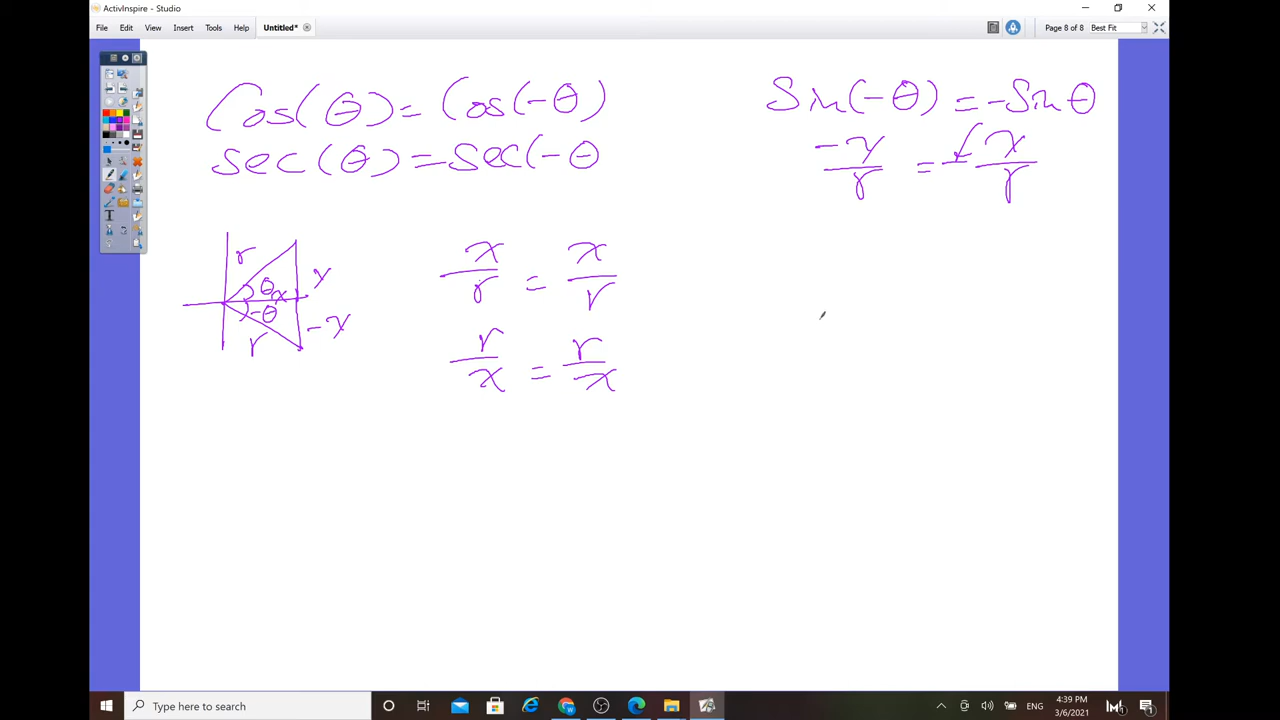 ActivInspire - Studio
File Edit View Insert Tools Help Untitled* Page 8 of 8 Best Fit
Cos(θ) = Cos(-θ)
Sec(θ) = Sec(-θ
Sin(-θ) = -Sin θ
-y/r = y/r
r
θ x
y
-θ
r
-y
x/r = x/r
r/x = r/x
Type here to search
4:39 PM
3/6/2021